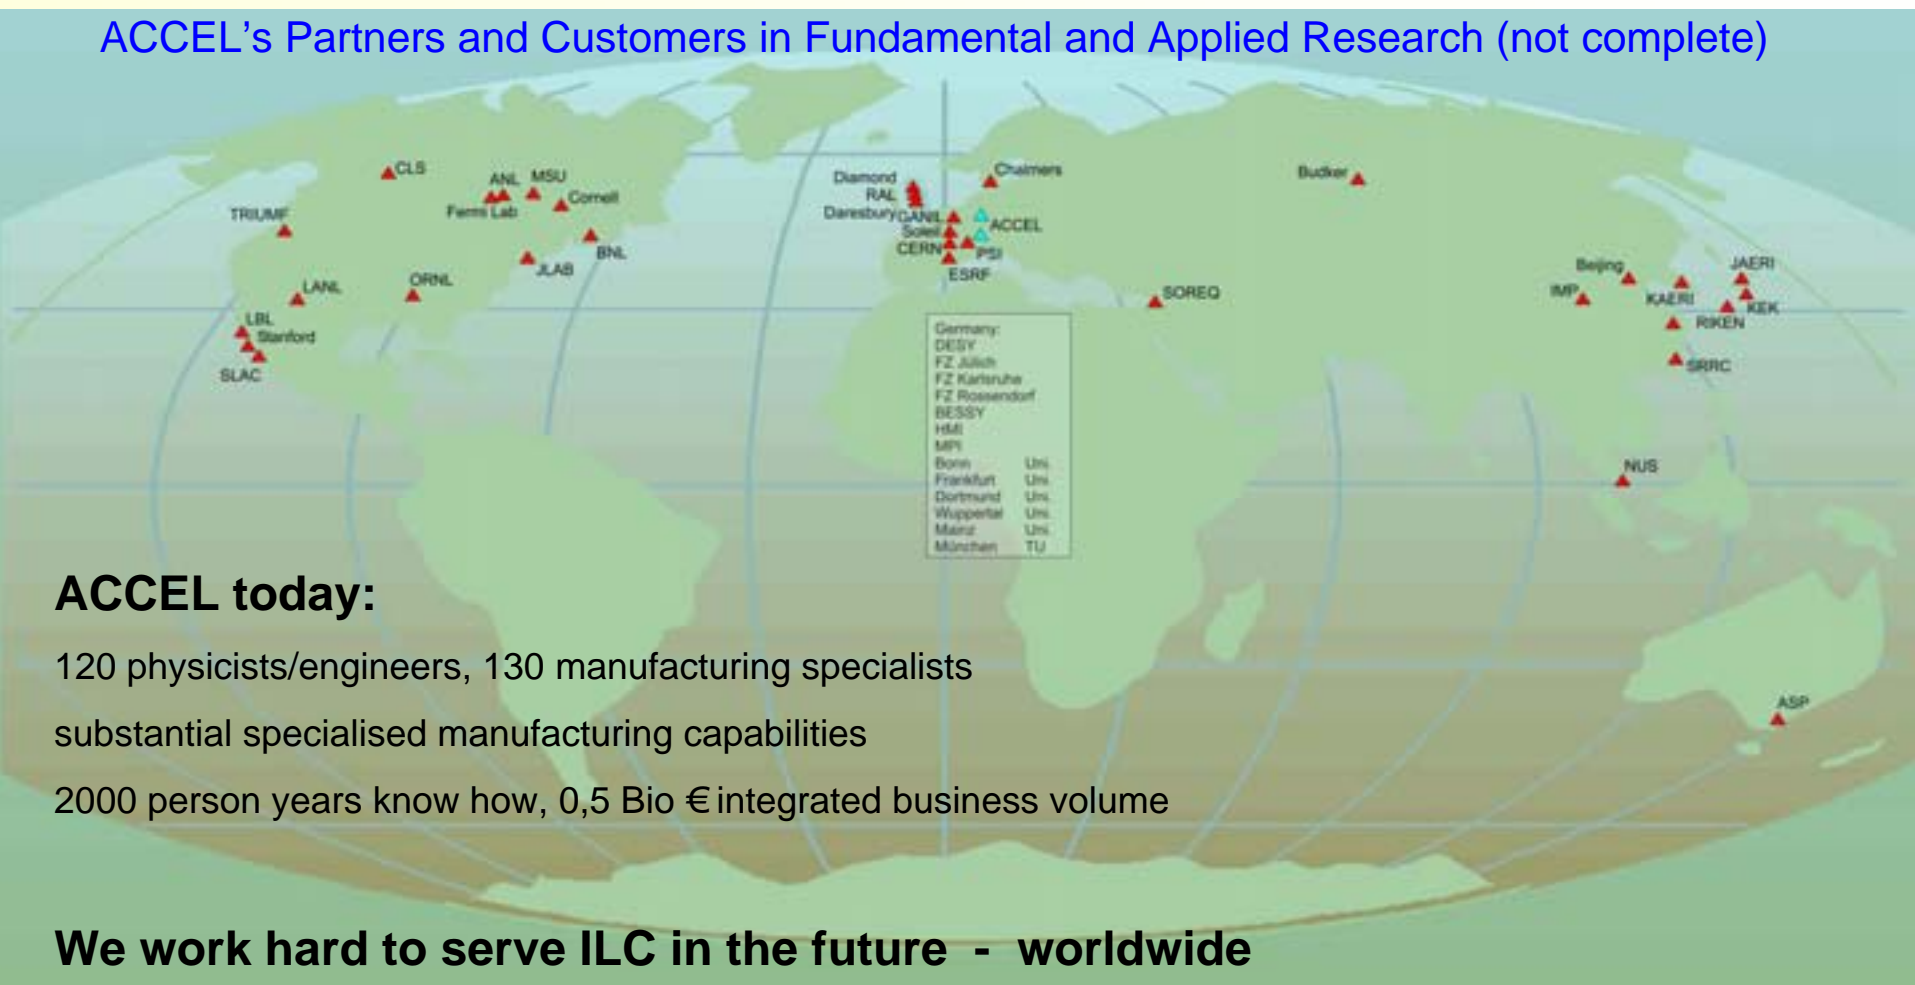 ACCEL's Partners and Customers in Fundamental and Applied Research (not complete)
CLS
ANL
MSU
Fermi Lab
Cornell
TRIUMF
BNL
JLAB
LANL
ORNL
LBL
Stanford
SLAC
Diamond
RAL
Daresbury
GANIL
Soleil
CERN
ESRF
PSI
ACCEL
Chalmers
Budker
SOREQ
Beijing
IMP
KAERI
JAERI
KEK
RIKEN
SRRC
NUS
ASP
Germany:
DESY
FZ Jülich
FZ Karlsruhe
FZ Rossendorf
BESSY
HMI
MPI
Bonn Uni.
Frankfurt Uni.
Dortmund Uni.
Wuppertal Uni.
Mainz Uni.
München TU
ACCEL today:
120 physicists/engineers, 130 manufacturing specialists
substantial specialised manufacturing capabilities
2000 person years know how, 0,5 Bio € integrated business volume
We work hard to serve ILC in the future - worldwide